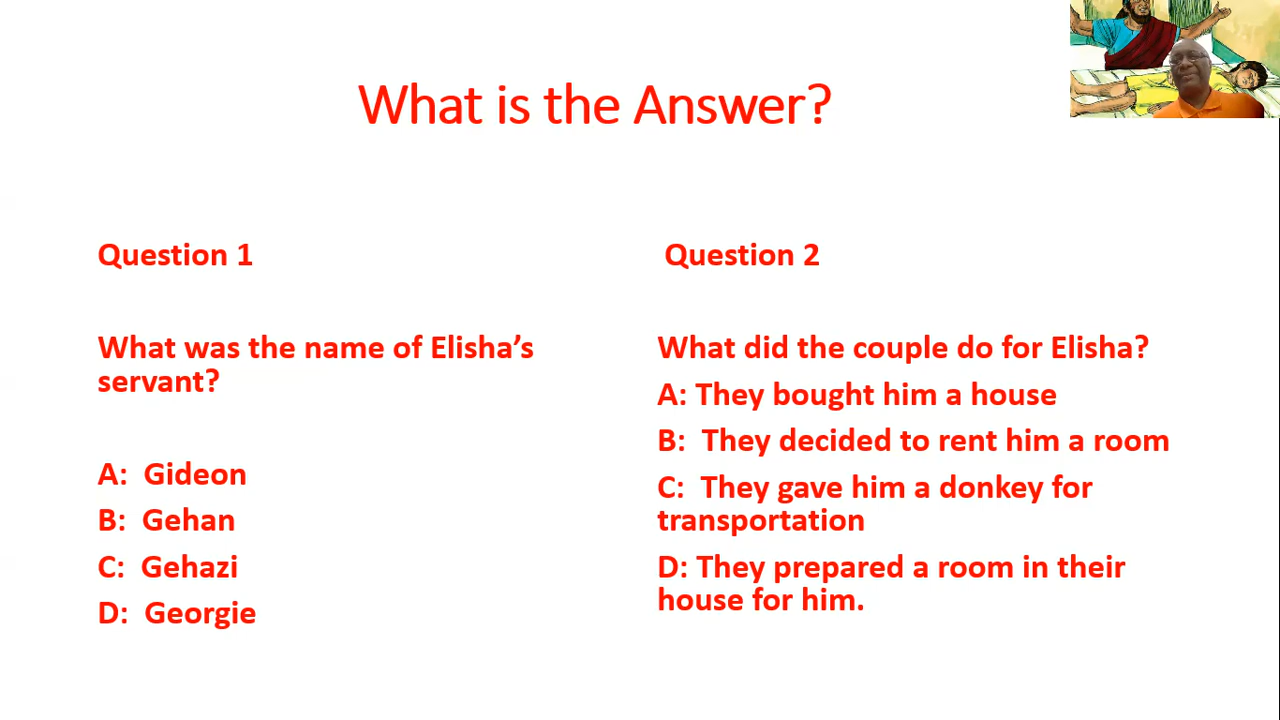 What is the Answer?
Question 1
What was the name of Elisha’s
servant?
A: Gideon
B: Gehan
C: Gehazi
D: Georgie
Question 2
What did the couple do for Elisha?
A: They bought him a house
B: They decided to rent him a room
C: They gave him a donkey for
transportation
D: They prepared a room in their
house for him.